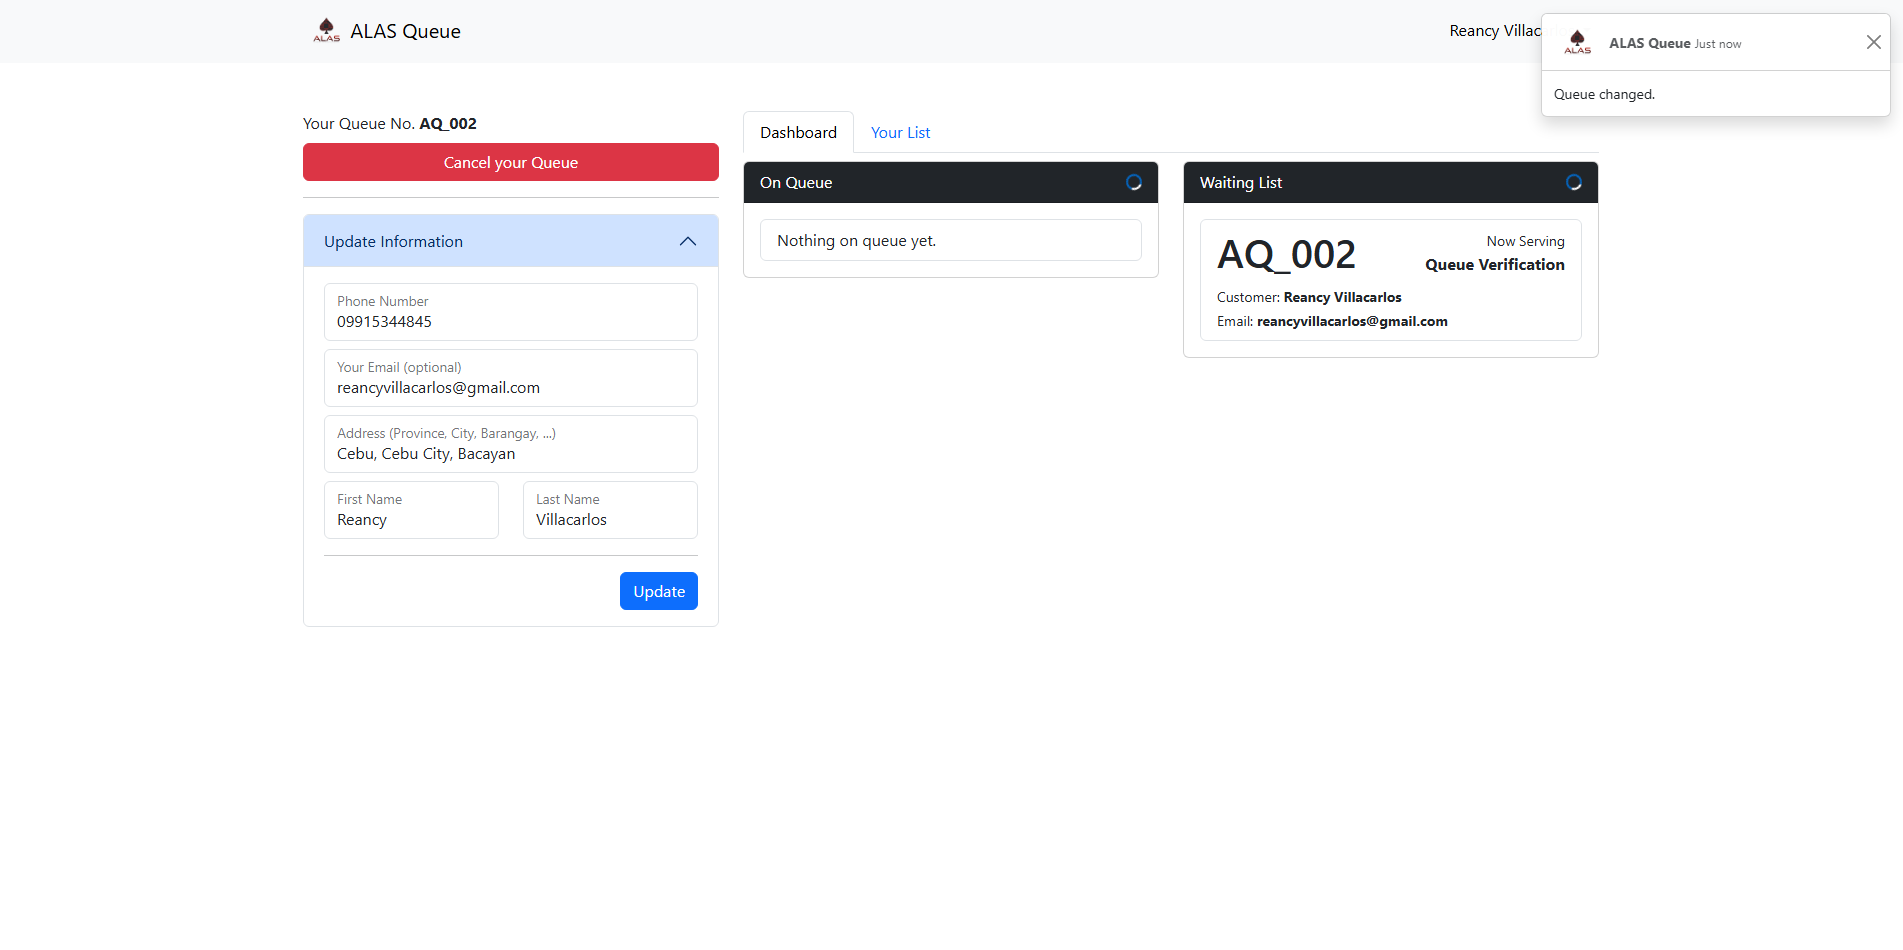 ALAS
ALAS Queue
Reancy Villac
ALAS
ALAS Queue Just now
Queue changed.
Your Queue No. AQ_002
Cancel your Queue
Update Information
Phone Number
09915344845
Your Email (optional)
reancyvillacarlos@gmail.com
Address (Province, City, Barangay, ...)
Cebu, Cebu City, Bacayan
First Name
Reancy
Last Name
Villacarlos
Update
Dashboard
Your List
On Queue
Nothing on queue yet.
Waiting List
AQ_002
Now Serving
Queue Verification
Customer: Reancy Villacarlos
Email: reancyvillacarlos@gmail.com